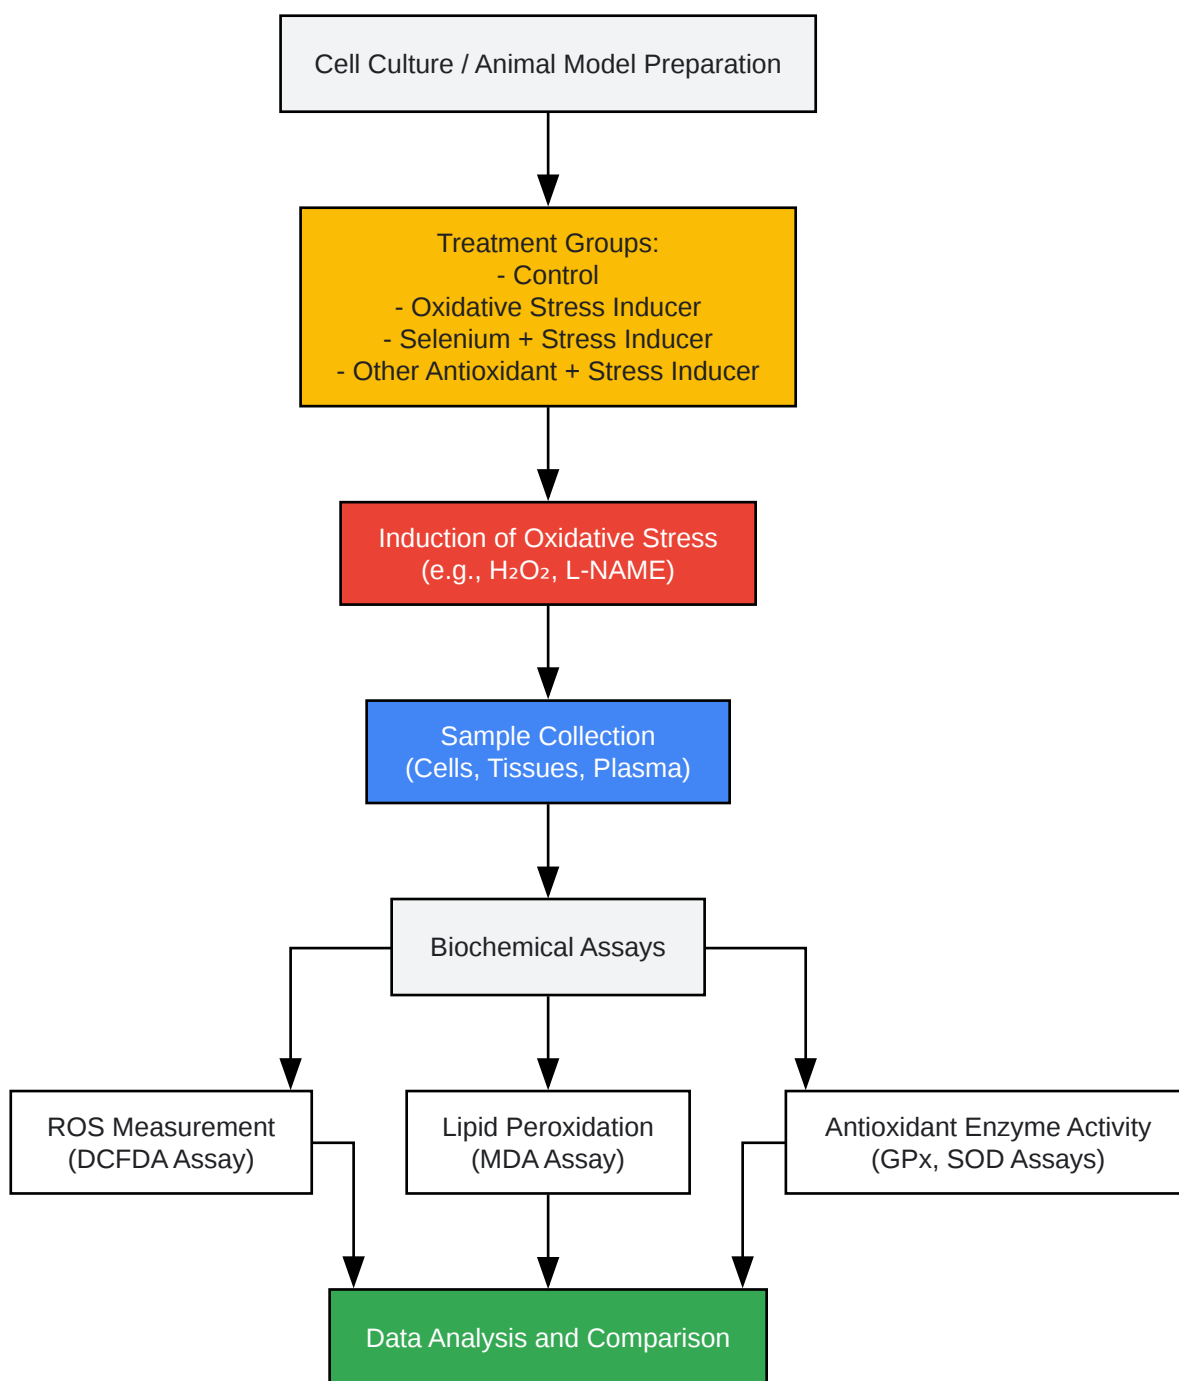 Cell Culture / Animal Model Preparation
Treatment Groups:
- Control
- Oxidative Stress Inducer
- Selenium + Stress Inducer
- Other Antioxidant + Stress Inducer
Induction of Oxidative Stress
(e.g., H₂O₂, L-NAME)
Sample Collection
(Cells, Tissues, Plasma)
Biochemical Assays
ROS Measurement
(DCFDA Assay)
Lipid Peroxidation
(MDA Assay)
Antioxidant Enzyme Activity
(GPx, SOD Assays)
Data Analysis and Comparison